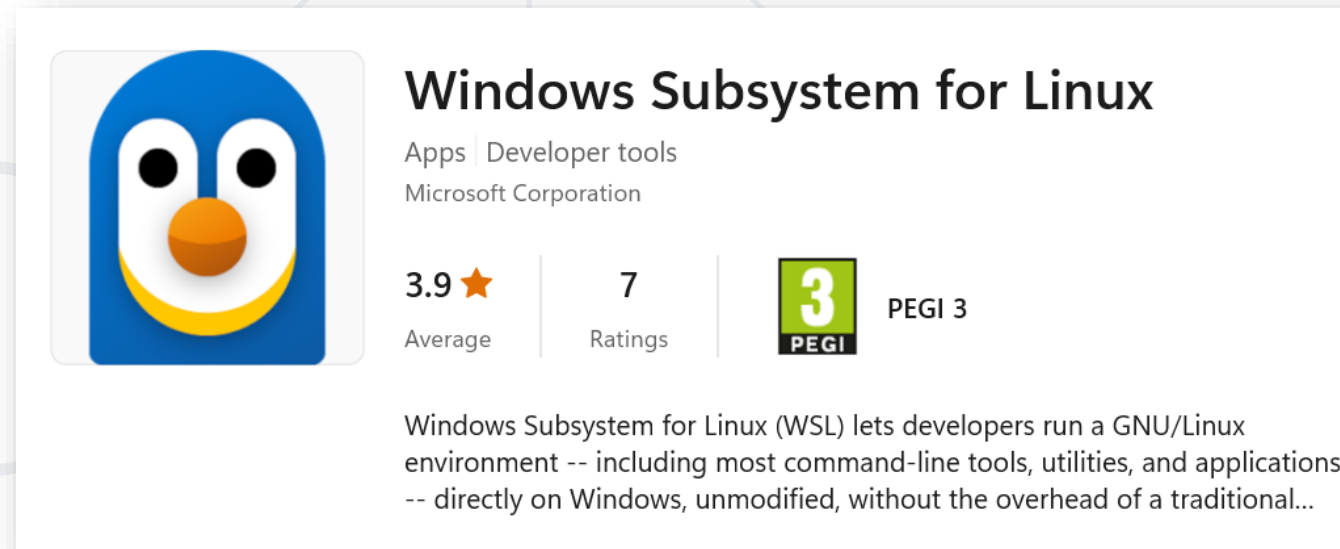 Windows Subsystem for Linux
Apps Developer tools
Microsoft Corporation
3.9 7
Average Ratings
3
PEGI
PEGI 3
Windows Subsystem for Linux (WSL) lets developers run a GNU/Linux
environment -- including most command-line tools, utilities, and applications
-- directly on Windows, unmodified, without the overhead of a traditional...